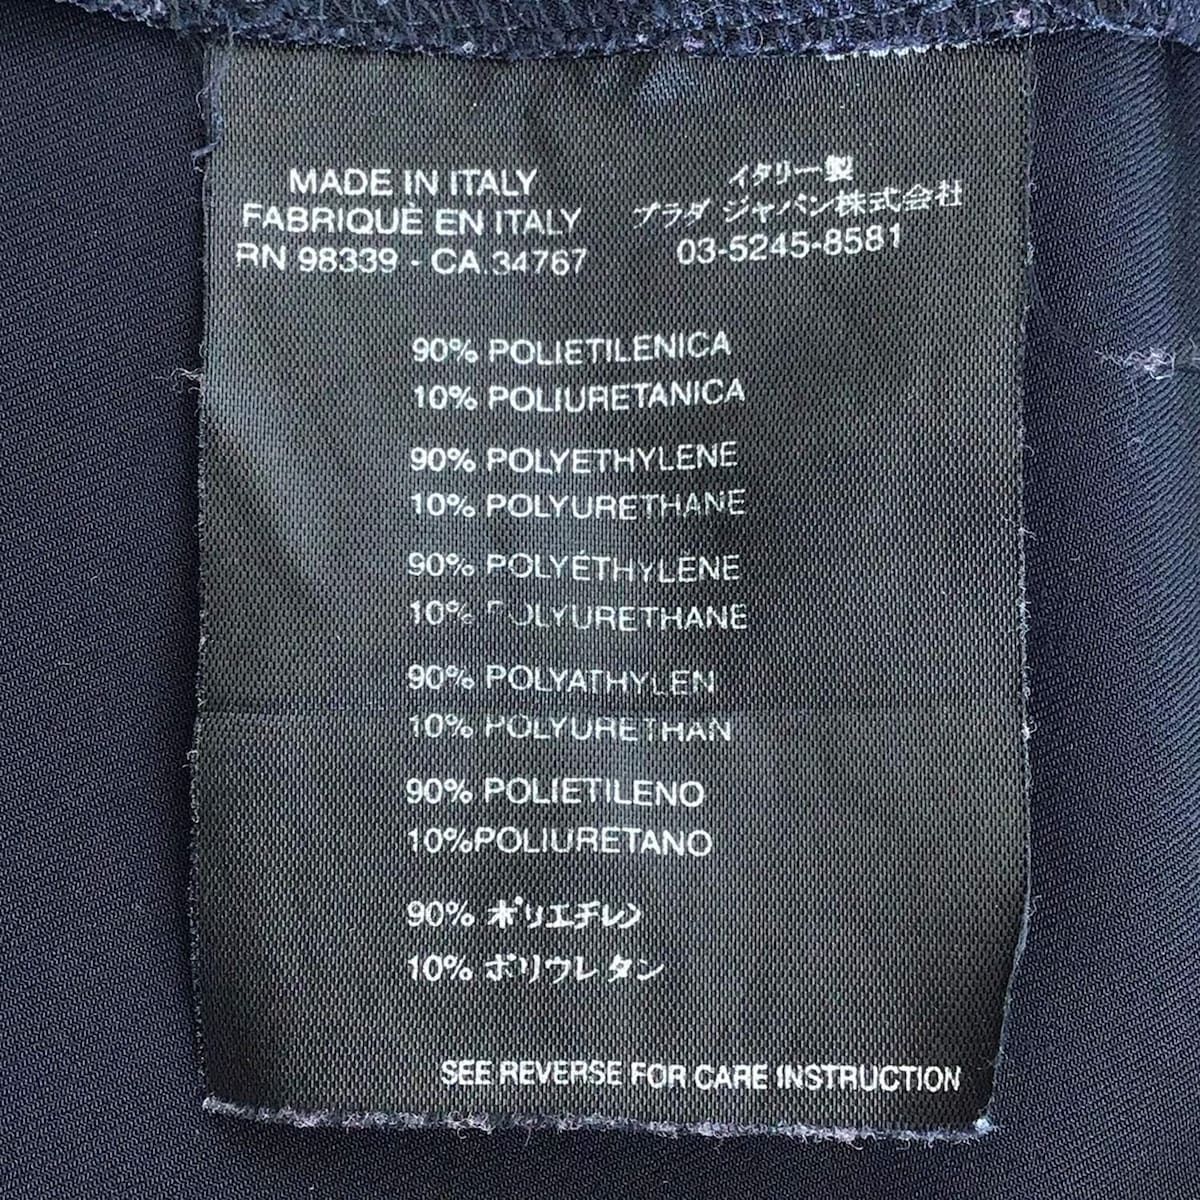 MADE IN ITALY
FABRIQUÈ EN ITALY
RN 98339 - CA.34767
イタリー製
プラダ ジャパン株式会社
03-5245-8581
90% POLIETILENICA
10% POLIURETANICA
90% POLYETHYLENE
10% POLYURETHANE
90% POLYÉTHYLÈNE
10% POLYURETHANE
90% POLYATHYLEN
10% POLYURETHAN
90% POLIETILENO
10%POLIURETANO
90% ポリエチレン
10% ポリウレタン
SEE REVERSE FOR CARE INSTRUCTION